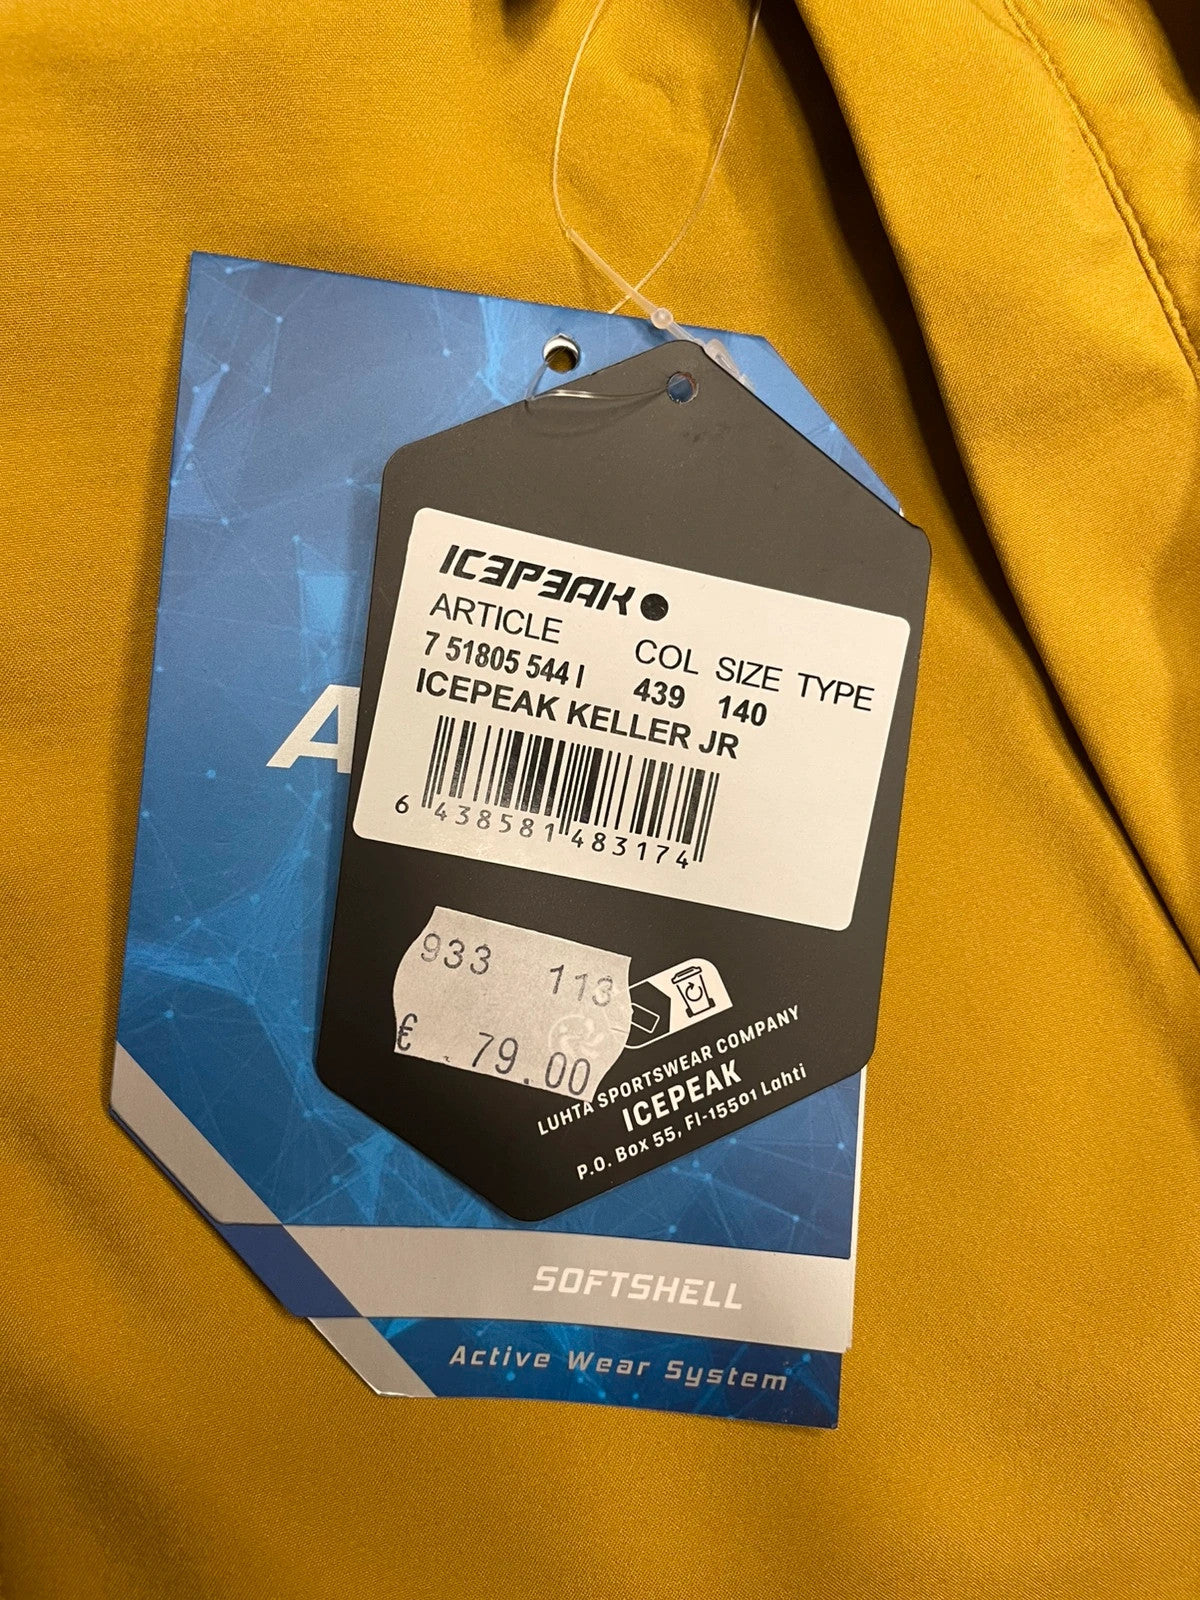 ICEPEAK
ARTICLE COL SIZE TYPE
7 51805 544 I 439 140
ICEPEAK KELLER JR
6 438581 483174
933 113
€ 79.00
LUHTA SPORTSWEAR COMPANY
ICEPEAK
P.O. Box 55, FI-15501 Lahti
A
SOFTSHELL
Active Wear System